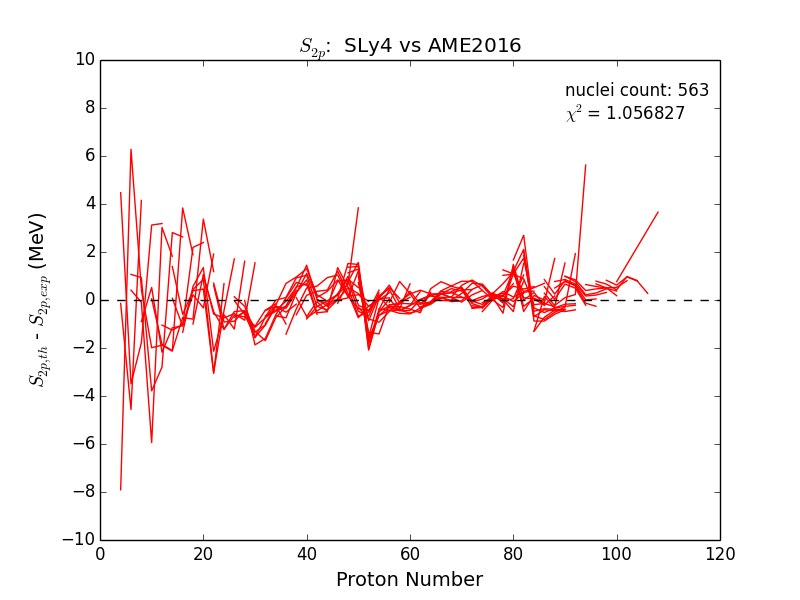 S2p: SLy4 vs AME2016
nuclei count: 563
χ² = 1.056827
10
8
6
4
2
0
−2
−4
−6
−8
−10
S2p,th - S2p,exp (MeV)
0 20 40 60 80 100 120
Proton Number